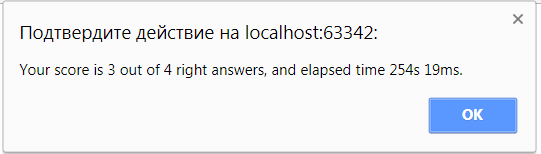 Подтвердите действие на localhost:63342:
Your score is 3 out of 4 right answers, and elapsed time 254s 19ms.
OK